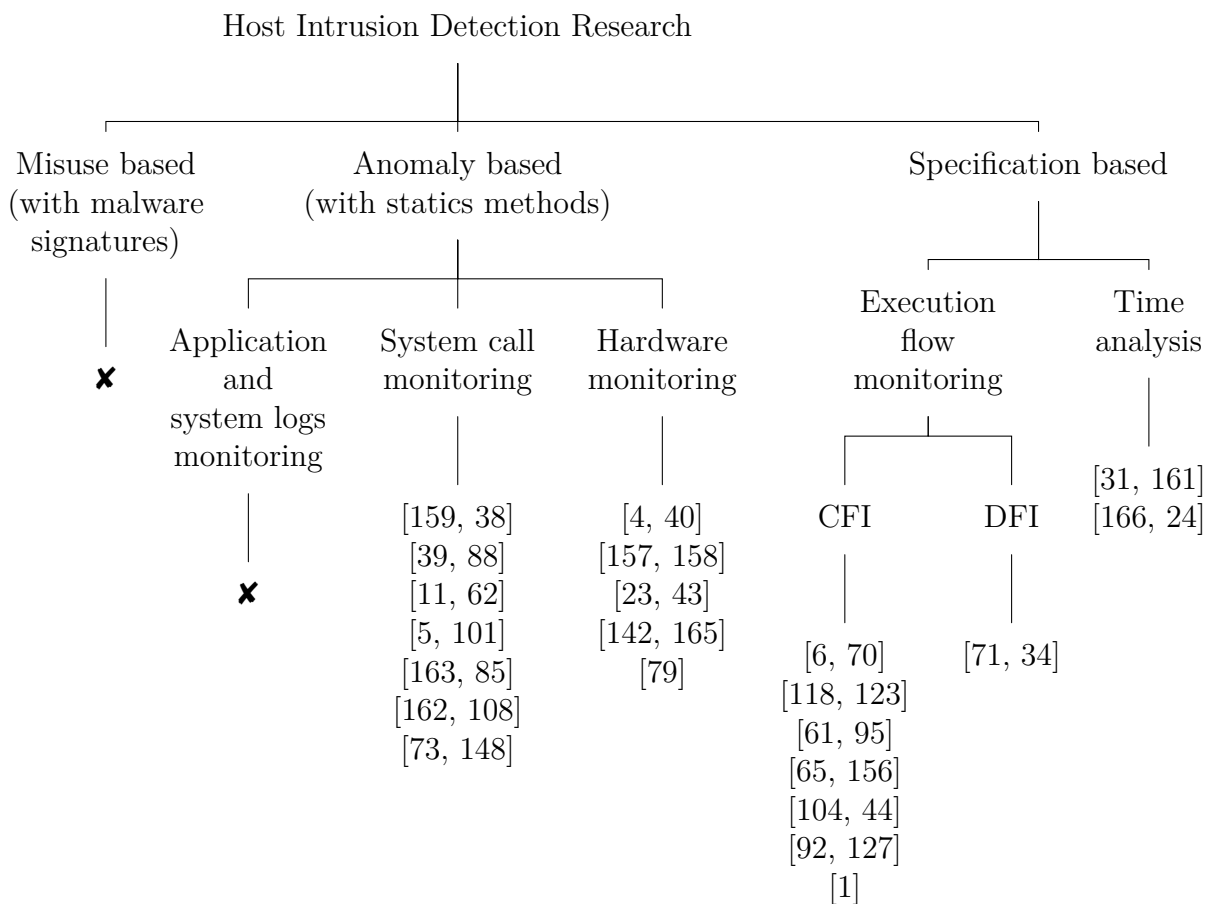 Host Intrusion Detection Research
Misuse based
(with malware
signatures)
✘
Anomaly based
(with statics methods)
Application
and
system logs
monitoring
✘
System call
monitoring
[159, 38]
[39, 88]
[11, 62]
[5, 101]
[163, 85]
[162, 108]
[73, 148]
Hardware
monitoring
[4, 40]
[157, 158]
[23, 43]
[142, 165]
[79]
Specification based
Execution
flow
monitoring
CFI
[6, 70]
[118, 123]
[61, 95]
[65, 156]
[104, 44]
[92, 127]
[1]
DFI
[71, 34]
Time
analysis
[31, 161]
[166, 24]